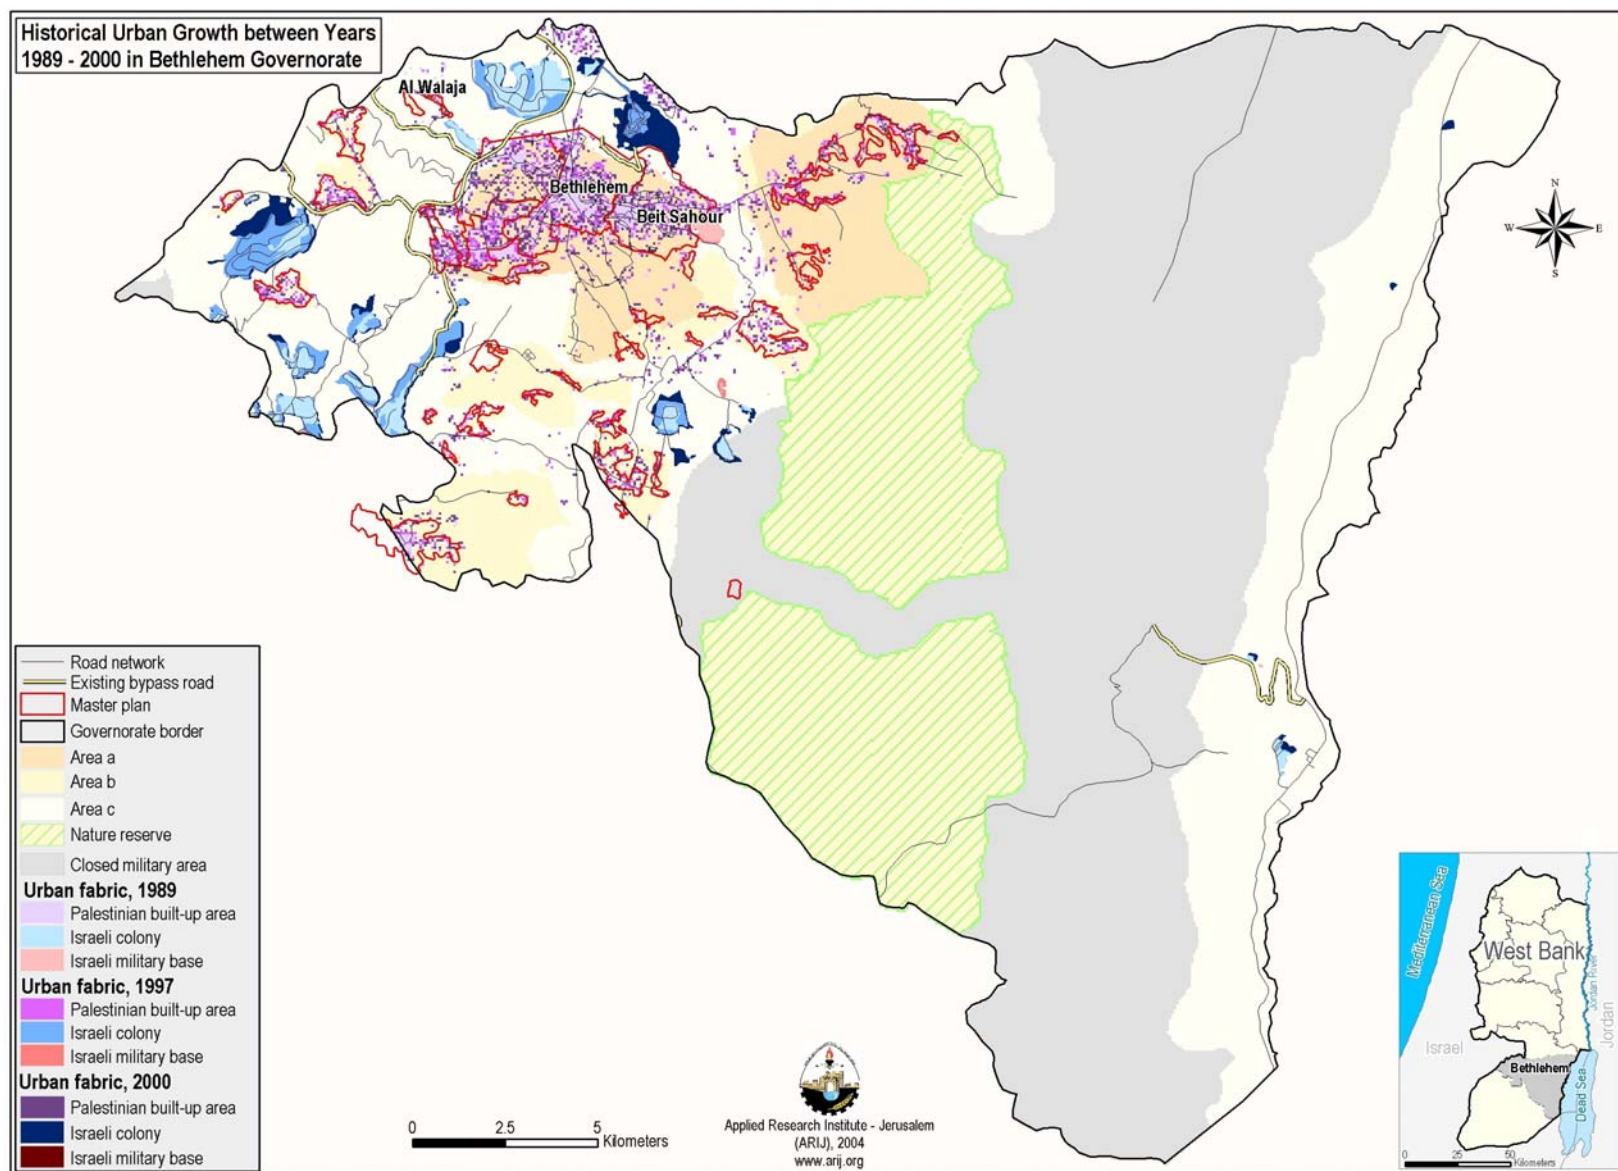 Historical Urban Growth between Years
1989 - 2000 in Bethlehem Governorate
Al Walaja
Bethlehem
Beit Sahour
N
W
E
S
Road network
Existing bypass road
Master plan
Governorate border
Area a
Area b
Area c
Nature reserve
Closed military area
Urban fabric, 1989
Palestinian built-up area
Israeli colony
Israeli military base
Urban fabric, 1997
Palestinian built-up area
Israeli colony
Israeli military base
Urban fabric, 2000
Palestinian built-up area
Israeli colony
Israeli military base
0 2.5 5
Kilometers
Applied Research Institute - Jerusalem
(ARIJ), 2004
www.arij.org
Mediterranean Sea
West Bank
Jordan River
Jordan
Israel
Bethlehem
Dead Sea
0 25 50
Kilometers